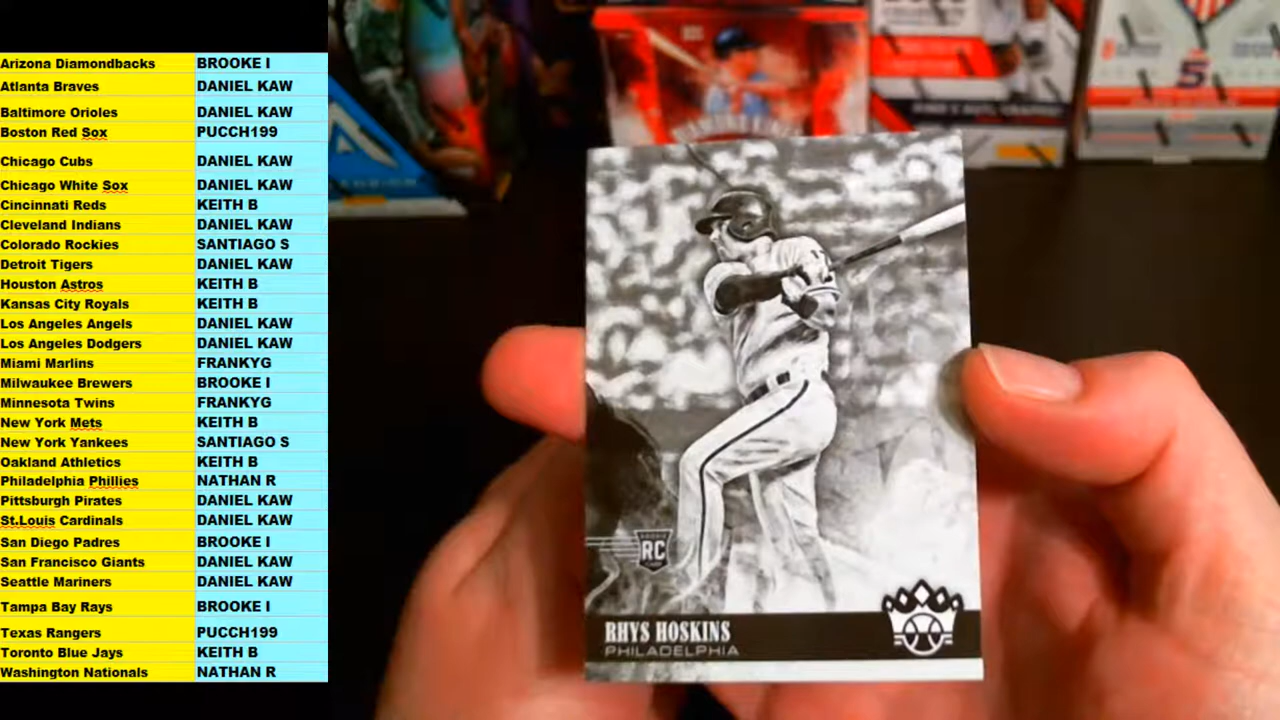 Arizona Diamondbacks BROOKE I
Atlanta Braves DANIEL KAW
Baltimore Orioles DANIEL KAW
Boston Red Sox PUCCH199
Chicago Cubs DANIEL KAW
Chicago White Sox DANIEL KAW
Cincinnati Reds KEITH B
Cleveland Indians DANIEL KAW
Colorado Rockies SANTIAGO S
Detroit Tigers DANIEL KAW
Houston Astros KEITH B
Kansas City Royals KEITH B
Los Angeles Angels DANIEL KAW
Los Angeles Dodgers DANIEL KAW
Miami Marlins FRANKYG
Milwaukee Brewers BROOKE I
Minnesota Twins FRANKYG
New York Mets KEITH B
New York Yankees SANTIAGO S
Oakland Athletics KEITH B
Philadelphia Phillies NATHAN R
Pittsburgh Pirates DANIEL KAW
St.Louis Cardinals DANIEL KAW
San Diego Padres BROOKE I
San Francisco Giants DANIEL KAW
Seattle Mariners DANIEL KAW
Tampa Bay Rays BROOKE I
Texas Rangers PUCCH199
Toronto Blue Jays KEITH B
Washington Nationals NATHAN R
5
RC
RHYS HOSKINS
PHILADELPHIA